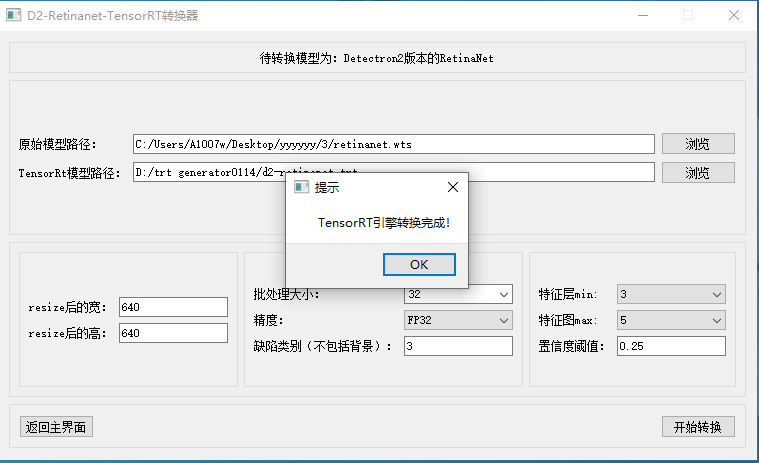 D2-Retinanet-TensorRT转换器
待转换模型为：Detectron2版本的RetinaNet
原始模型路径：
C:/Users/A1007w/Desktop/yyyyyy/3/retinanet.wts
浏览
TensorRt模型路径：
D:/trt generator0114/d2-retinanet.trt
浏览
提示
TensorRT引擎转换完成！
OK
resize后的宽：
640
resize后的高：
640
批处理大小：
32
精度：
FP32
缺陷类别（不包括背景）：
3
特征层min：
3
特征图max：
5
置信度阈值：
0.25
返回主界面
开始转换